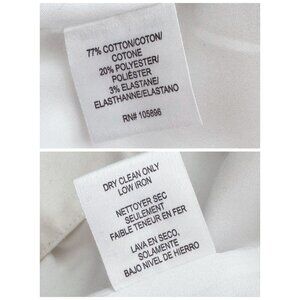 77% COTTON/COTON/
COTONE
20% POLYESTER/
POLIÉSTER
3% ELASTANE/
ELASTHANNE/ELASTANO
RN# 105696
DRY CLEAN ONLY
LOW IRON
NETTOYER SEC
SEULEMENT
FAIBLE TENEUR EN FER
LAVA EN SECO,
SOLAMENTE
BAJO NIVEL DE HIERRO